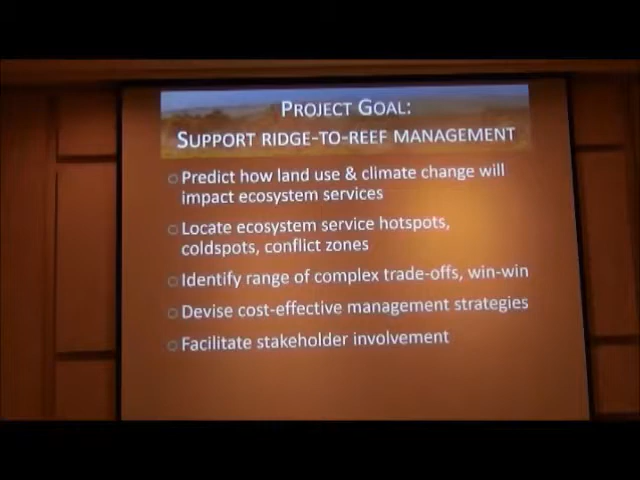 PROJECT GOAL:
SUPPORT RIDGE-TO-REEF MANAGEMENT
○ Predict how land use & climate change will
impact ecosystem services
○ Locate ecosystem service hotspots,
coldspots, conflict zones
○ Identify range of complex trade-offs, win-win
○ Devise cost-effective management strategies
○ Facilitate stakeholder involvement